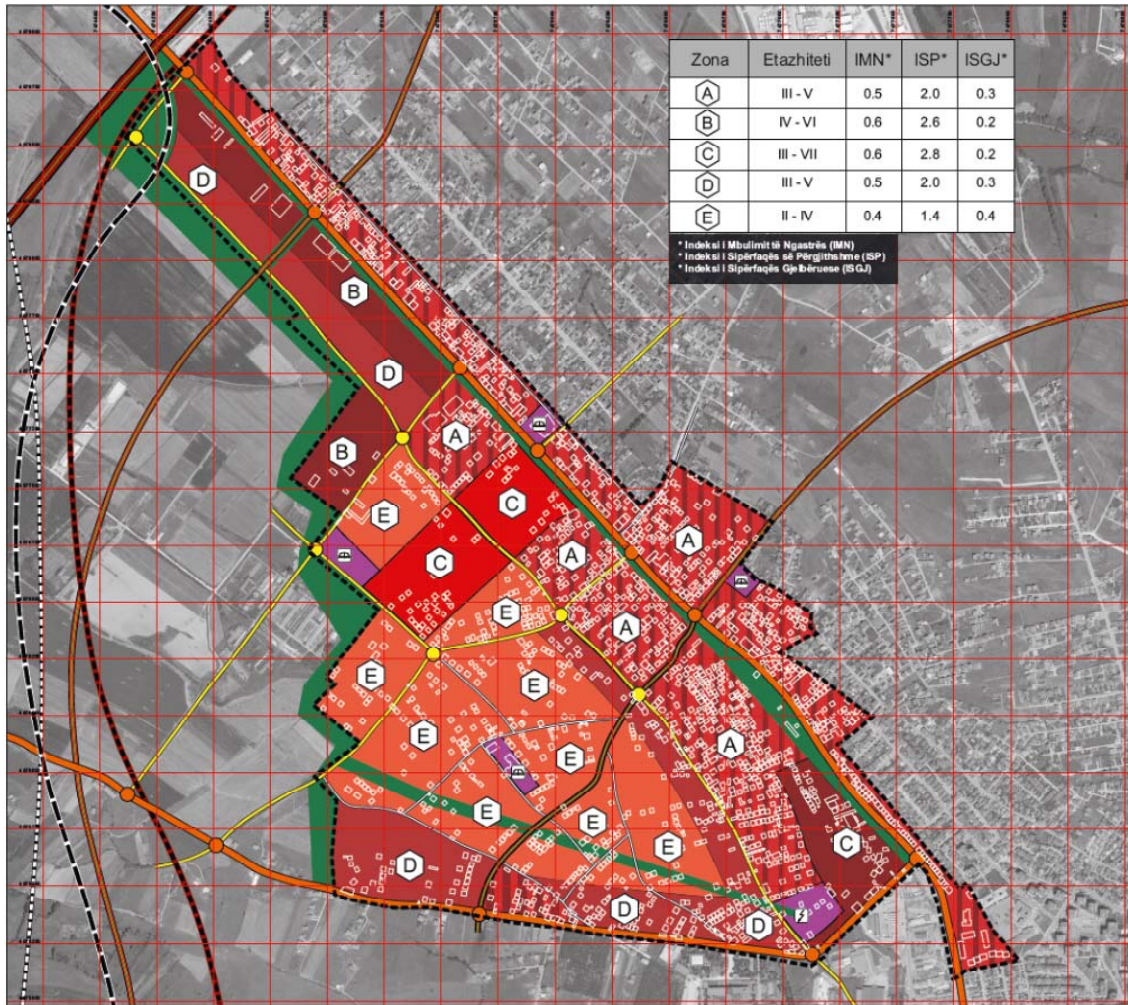 Zona Etazhiteti IMN* ISP* ISGJ*
A III - V 0.5 2.0 0.3
B IV - VI 0.6 2.6 0.2
C III - VII 0.6 2.8 0.2
D III - V 0.5 2.0 0.3
E II - IV 0.4 1.4 0.4
* Indeksi i Mbulimit të Ngastrës (IMN)
* Indeksi i Sipërfaqës së Përgjithshme (ISP)
* Indeksi i Sipërfaqës Gjelbëruese (ISGJ)
D
B
D
A
B
C
E
A
A
C
E
A
E
E
E
A
E
E
E
C
E
D
D
D